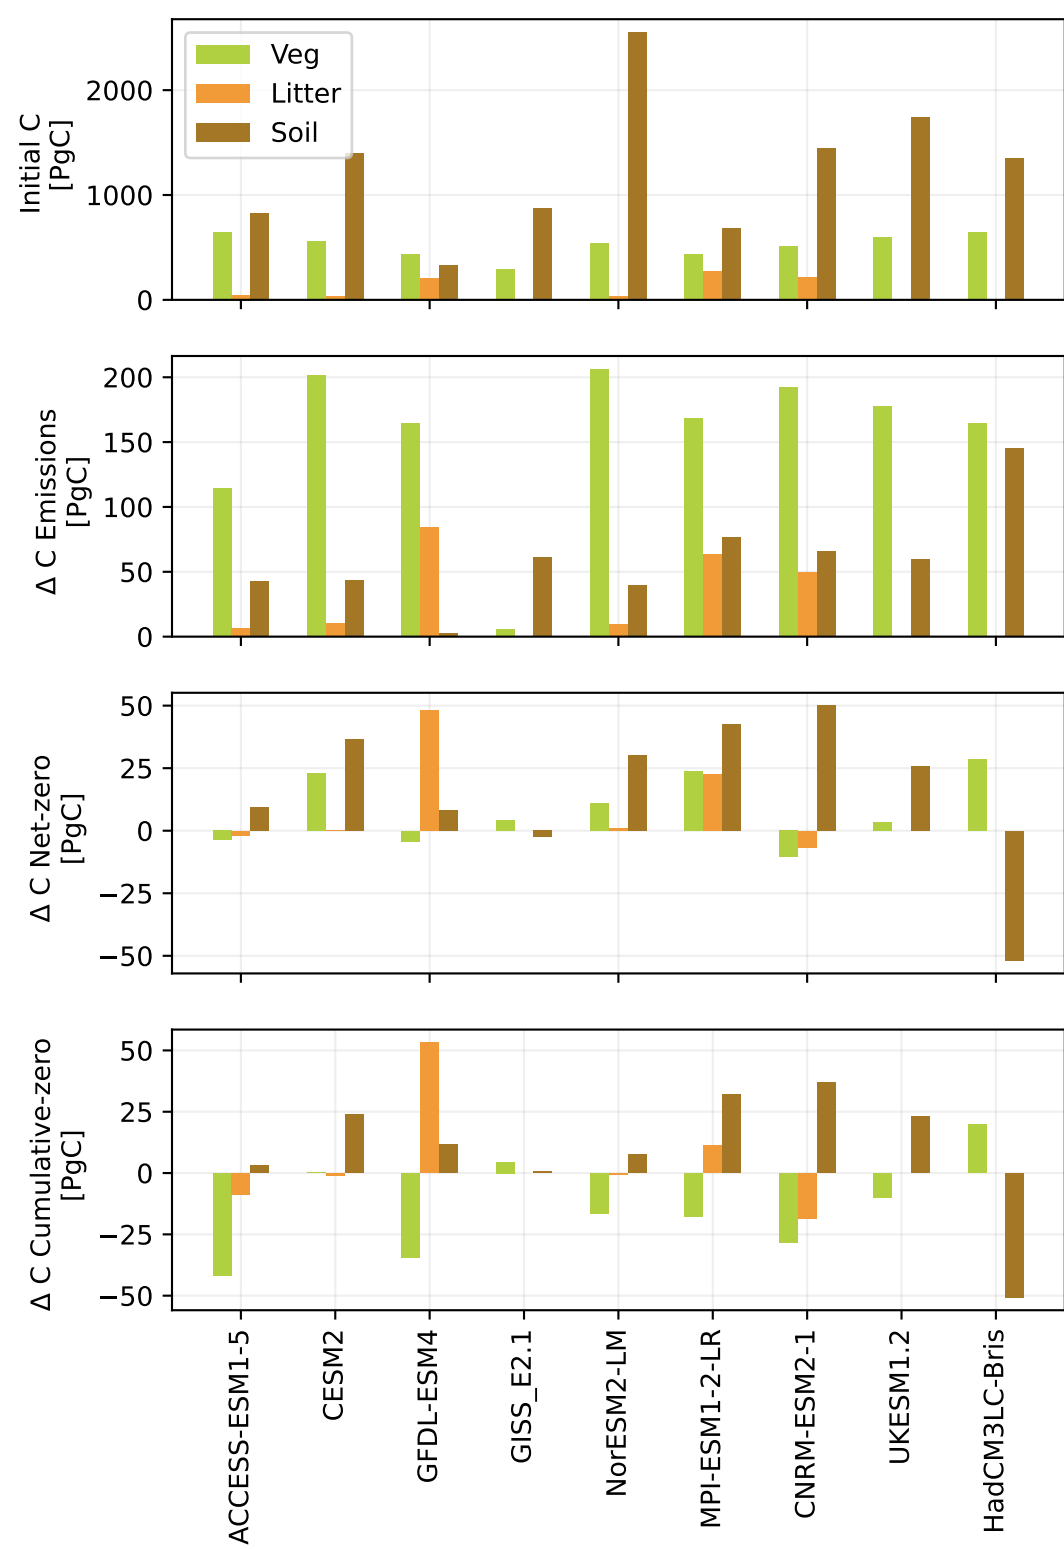 Veg
Litter
Soil
Initial C
[PgC]
2000
1000
0
Δ C Emissions
[PgC]
200
150
100
50
0
Δ C Net-zero
[PgC]
50
25
0
−25
−50
Δ C Cumulative-zero
[PgC]
50
25
0
−25
−50
ACCESS-ESM1-5
CESM2
GFDL-ESM4
GISS_E2.1
NorESM2-LM
MPI-ESM1-2-LR
CNRM-ESM2-1
UKESM1.2
HadCM3LC-Bris